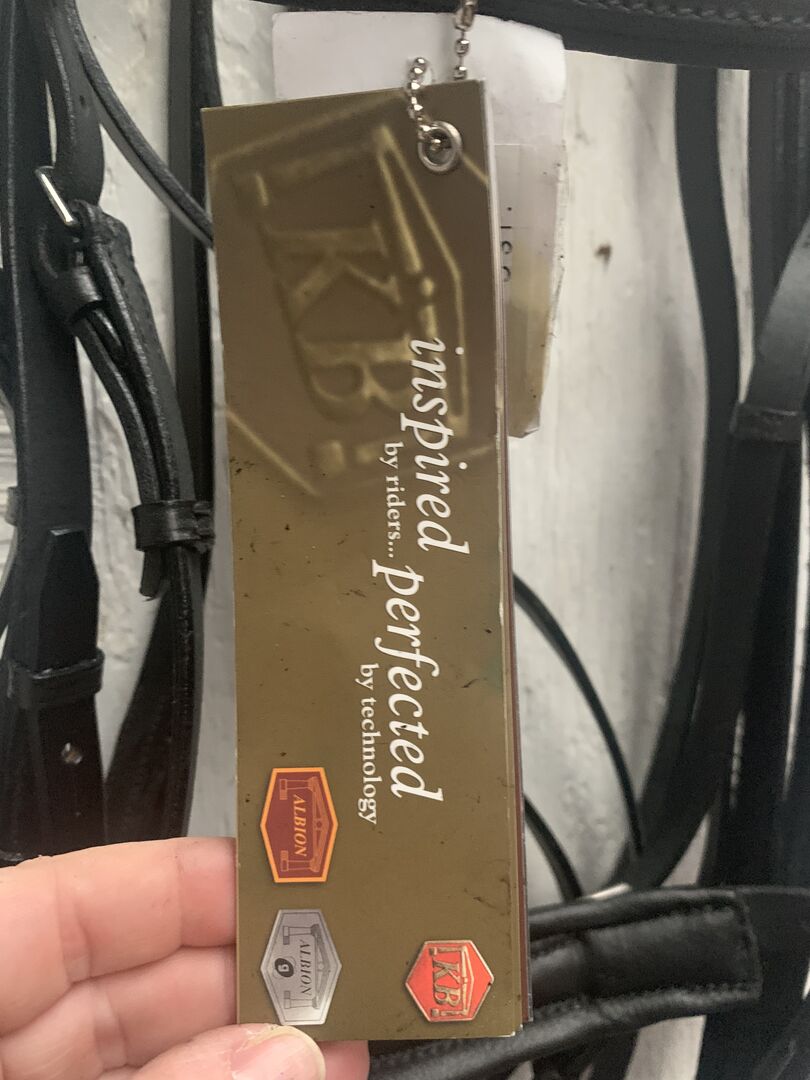 KB
inspired
by riders...
perfected
by technology
ALBION
ALBION
g
KB